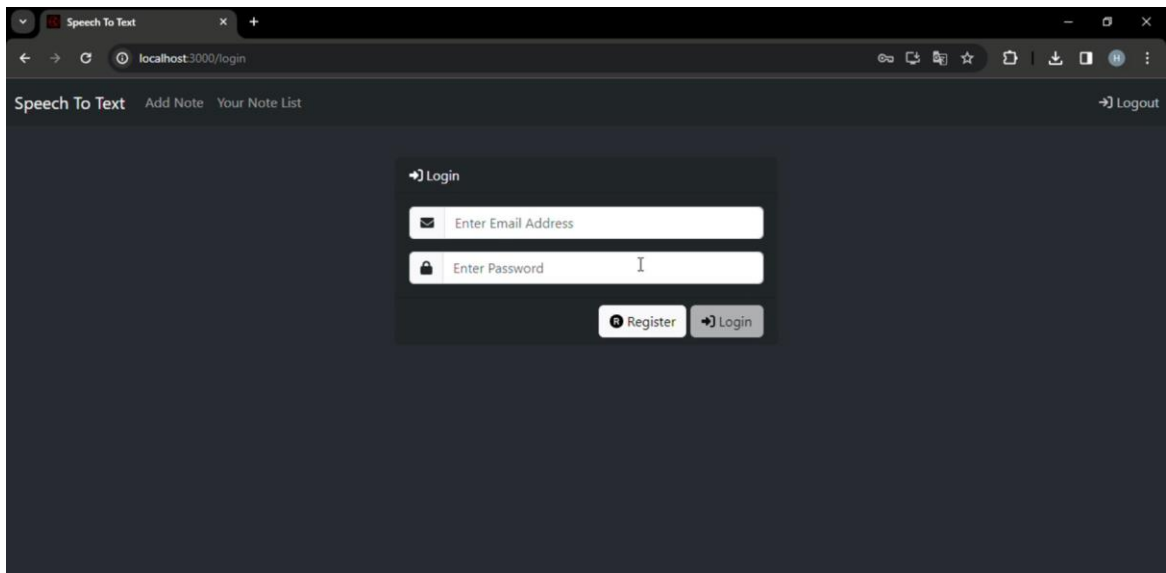 Speech To Text
localhost:3000/login
H
Speech To Text Add Note Your Note List Logout
Login
Enter Email Address
Enter Password
R Register Login